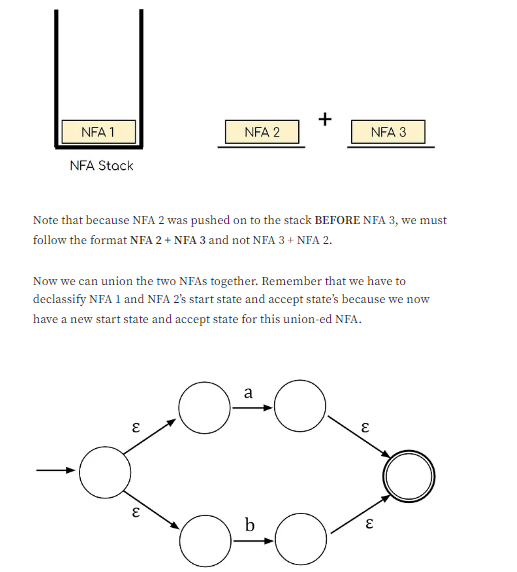 NFA 1
NFA 2
+
NFA 3
NFA Stack
Note that because NFA 2 was pushed on to the stack BEFORE NFA 3, we must
follow the format NFA 2 + NFA 3 and not NFA 3 + NFA 2.
Now we can union the two NFAs together. Remember that we have to
declassify NFA 1 and NFA 2's start state and accept state's because we now
have a new start state and accept state for this union-ed NFA.
a
ε
ε
ε
b
ε